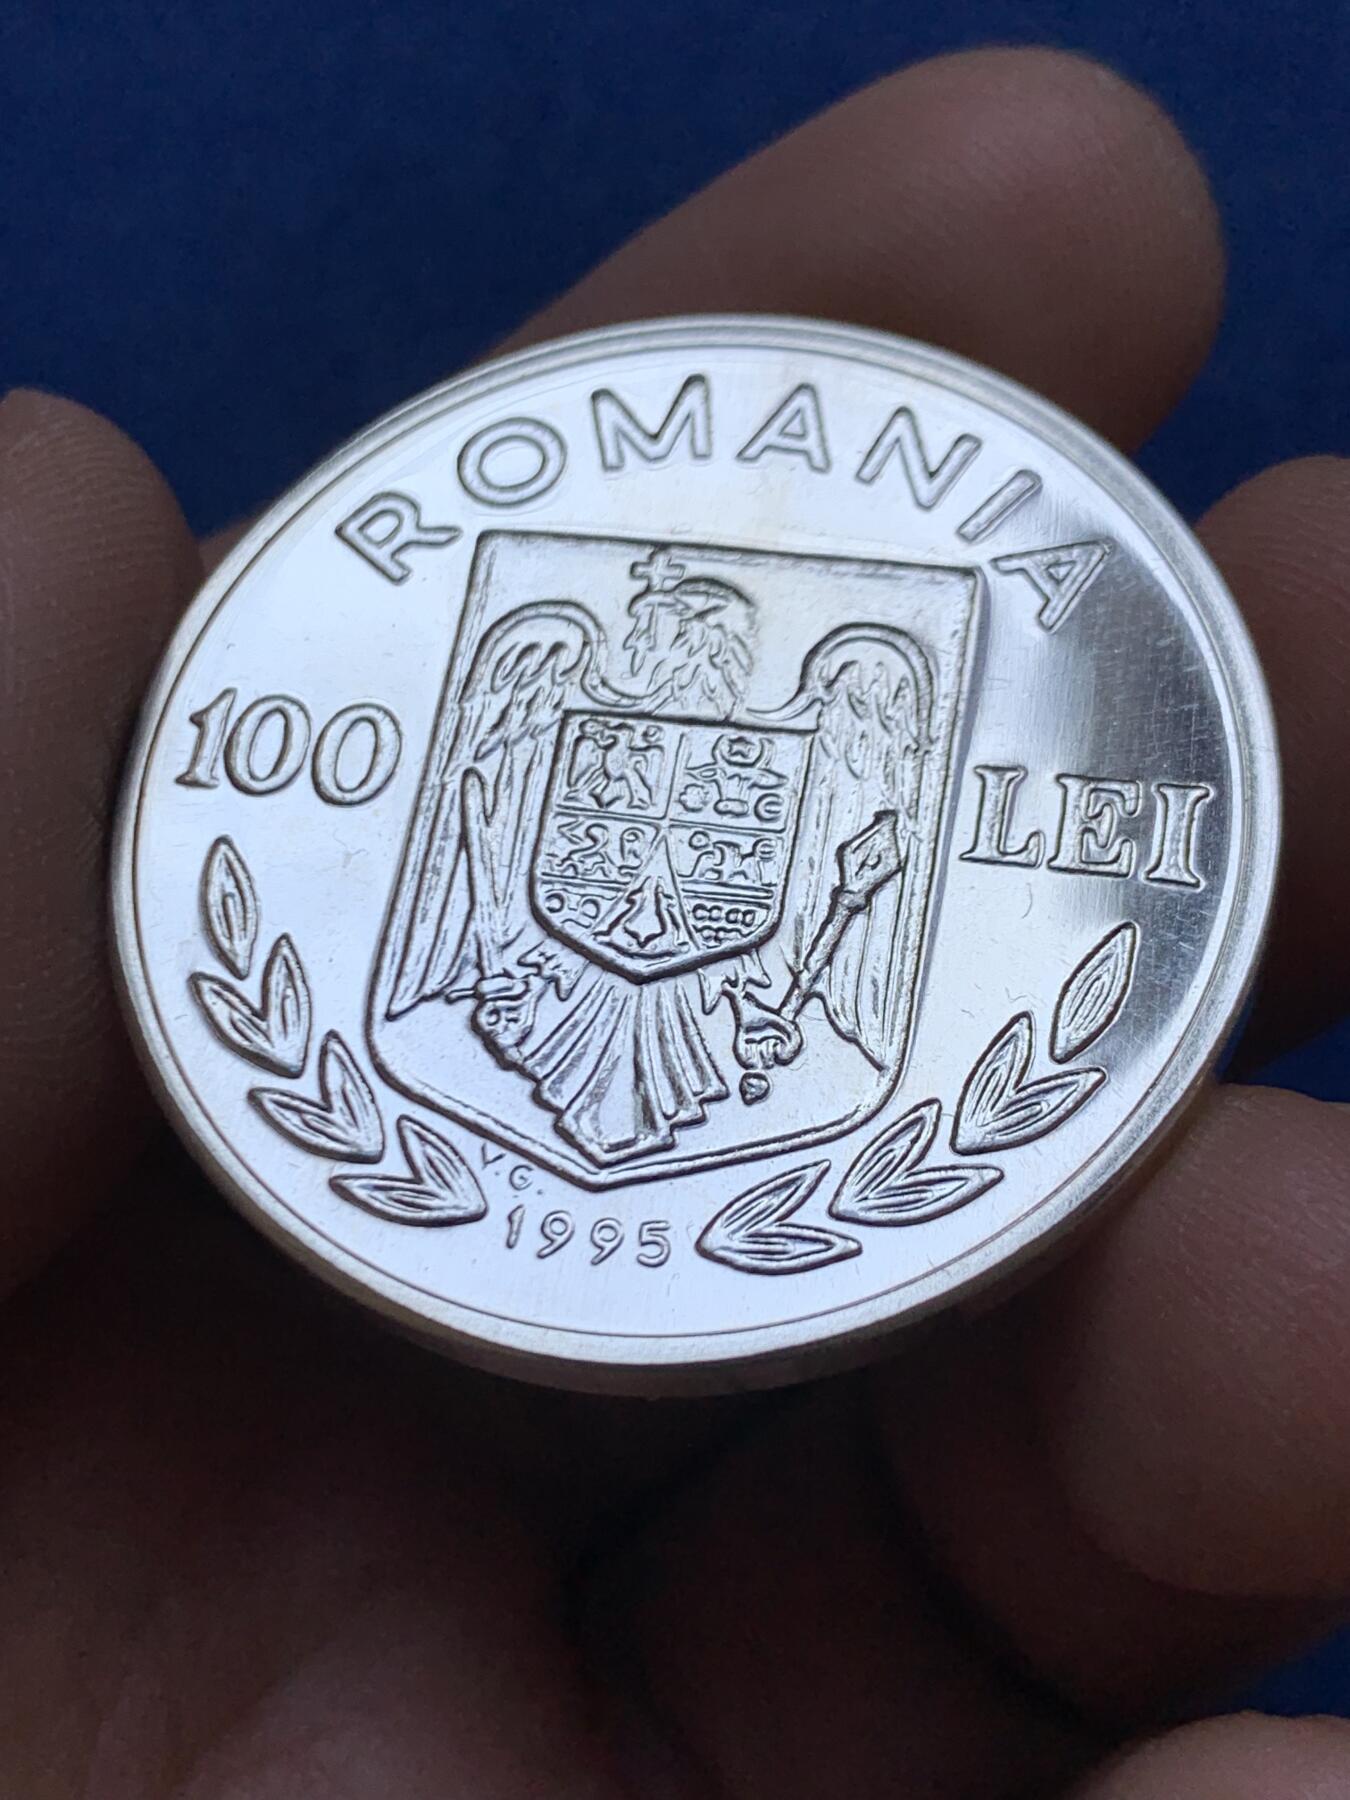 ROMANIA
100 LEI
V.G.
1995